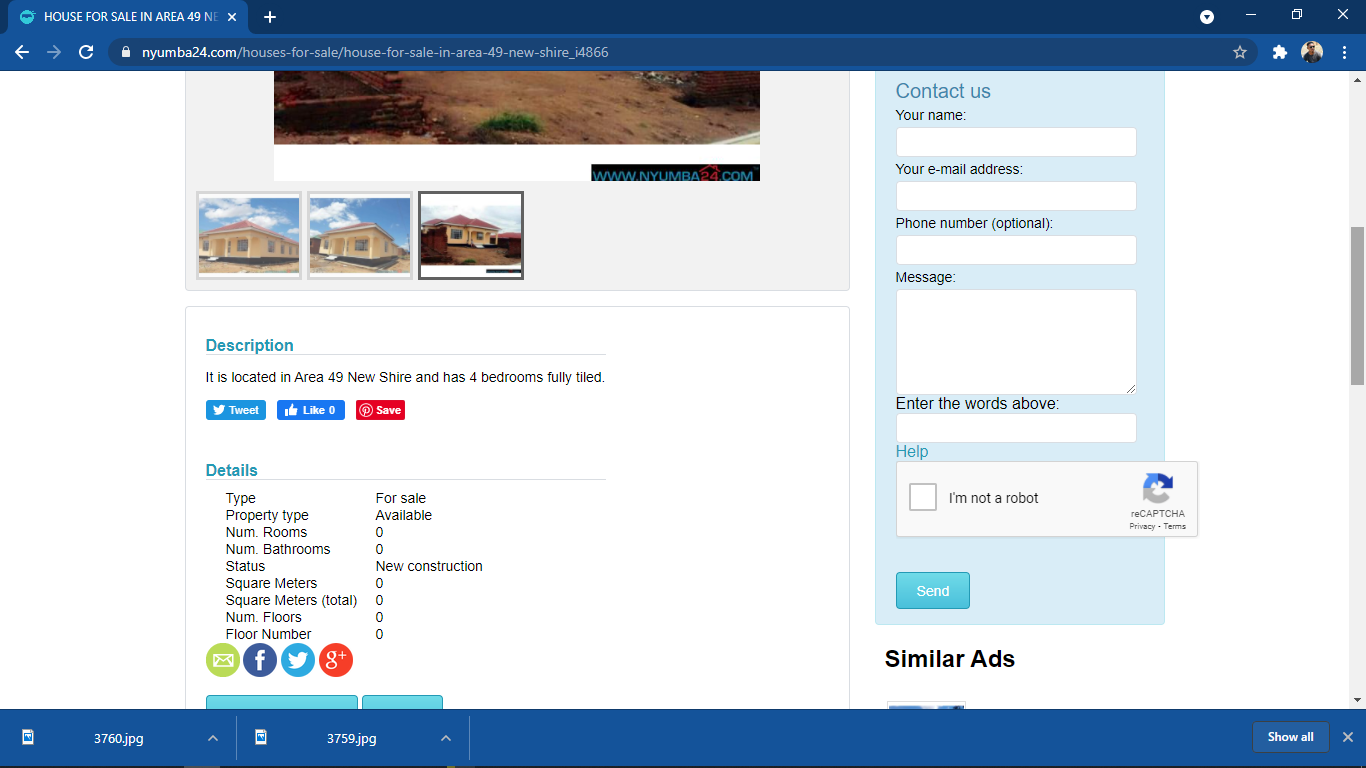 HOUSE FOR SALE IN AREA 49 NE
nyumba24.com/houses-for-sale/house-for-sale-in-area-49-new-shire_i4866
WWW.NYUMBA24.COM
Description
It is located in Area 49 New Shire and has 4 bedrooms fully tiled.
Tweet
Like 0
Save
Details
Type For sale
Property type Available
Num. Rooms 0
Num. Bathrooms 0
Status New construction
Square Meters 0
Square Meters (total) 0
Num. Floors 0
Floor Number 0
f
g+
Contact us
Your name:
Your e-mail address:
Phone number (optional):
Message:
Enter the words above:
Help
I'm not a robot
reCAPTCHA
Privacy - Terms
Send
Similar Ads
3760.jpg
3759.jpg
Show all